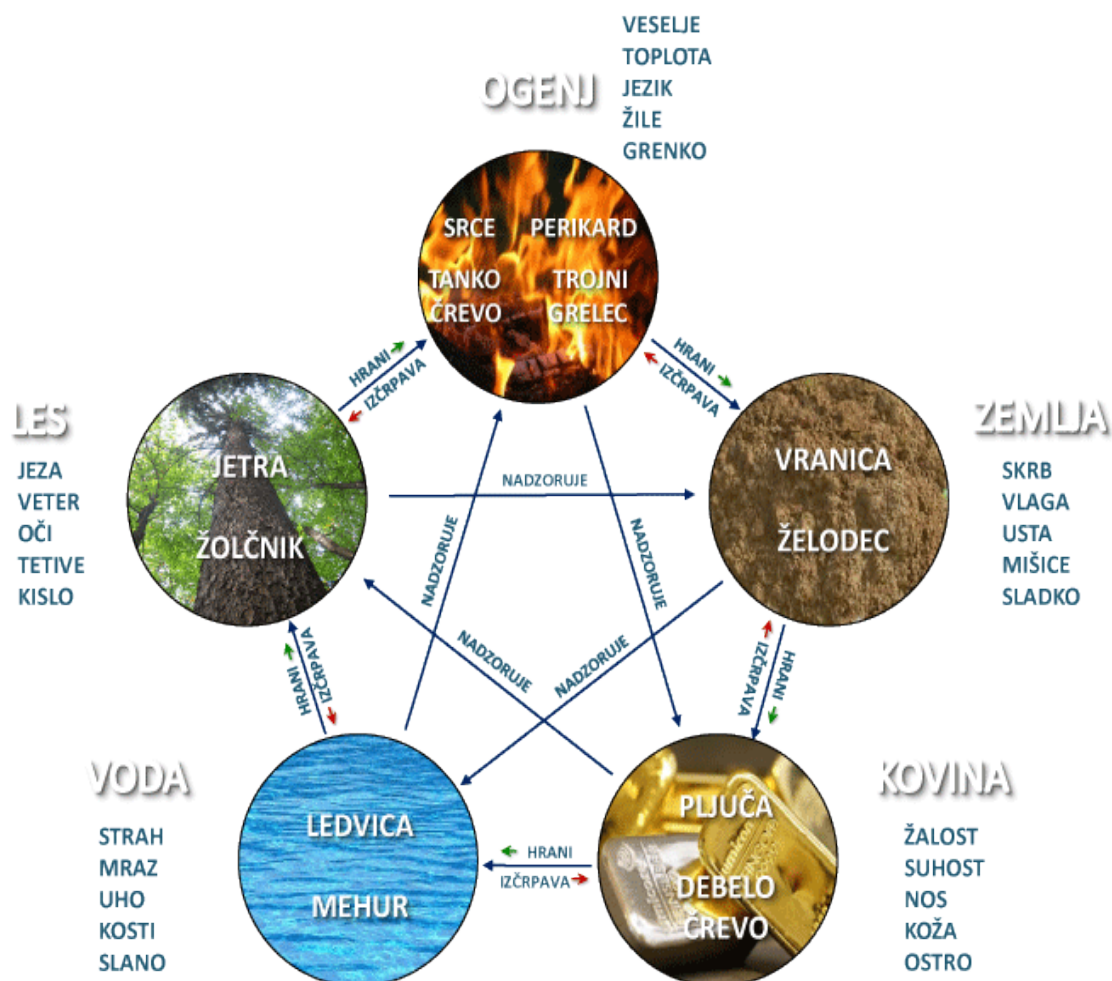 OGENJ
VESELJE
TOPLOTA
JEZIK
ŽILE
GRENKO
SRCE
PERIKARD
TANKO
ČREVO
TROJNI
GRELEC
HRANI
IZČRPAVA
HRANI
IZČRPAVA
LES
JEZA
VETER
OČI
TETIVE
KISLO
JETRA
ŽOLČNIK
NADZORUJE
ZEMLJA
SKRB
VLAGA
USTA
MIŠICE
SLADKO
VRANICA
ŽELODEC
NADZORUJE
NADZORUJE
NADZORUJE
NADZORUJE
HRANI
IZČRPAVA
HRANI
IZČRPAVA
VODA
STRAH
MRAZ
UHO
KOSTI
SLANO
LEDVICA
MEHUR
HRANI
IZČRPAVA
PLJUČA
DEBELO
ČREVO
KOVINA
ŽALOST
SUHOST
NOS
KOŽA
OSTRO